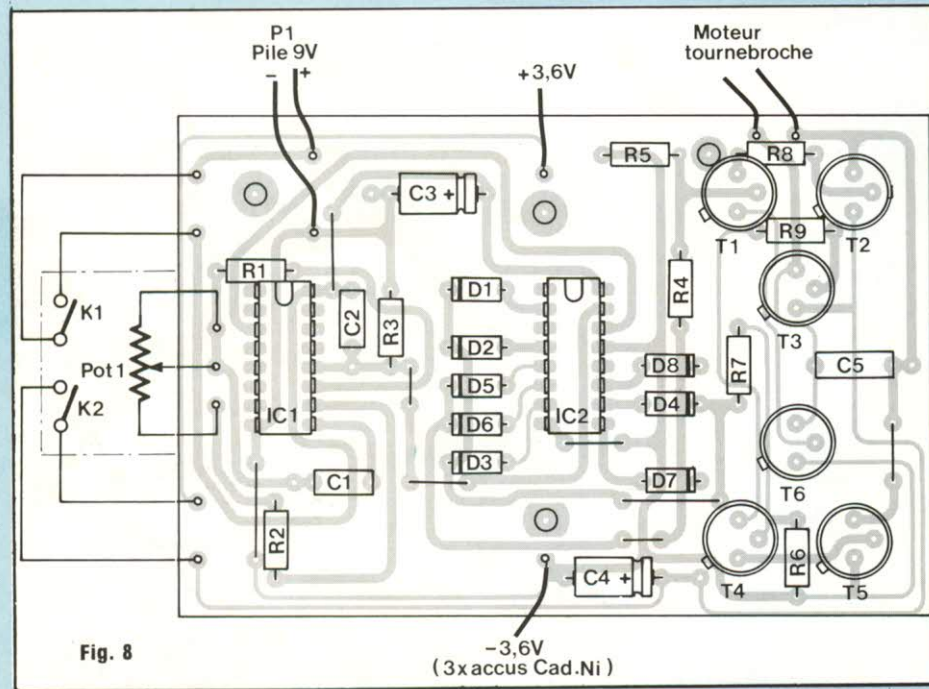 P1
Pile 9V
- +
+3,6V
Moteur
tournebroche
R5
R8
C3 +
T1
R9
T2
R1
K1
C2
R3
D1
R4
T3
Pot 1
D2
D8
R7
C5
K2
D5
D4
IC1
D6
IC2
D3
T6
C1
D7
R2
C4 +
T4
R6
T5
Fig. 8
-3,6V
(3x accus Cad.Ni)